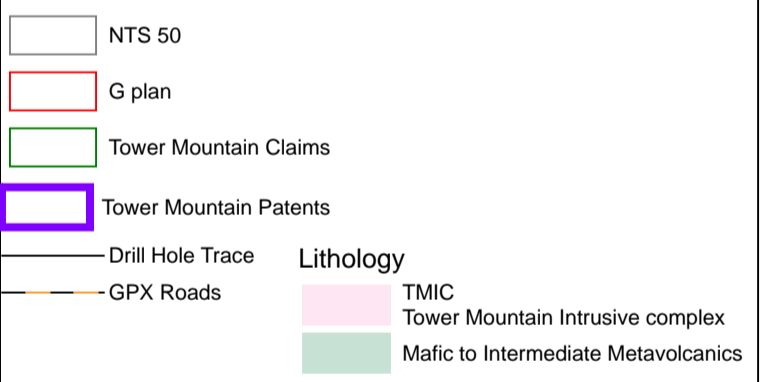 NTS 50
G plan
Tower Mountain Claims
Tower Mountain Patents
Drill Hole Trace
GPX Roads
Lithology
TMIC
Tower Mountain Intrusive complex
Mafic to Intermediate Metavolcanics